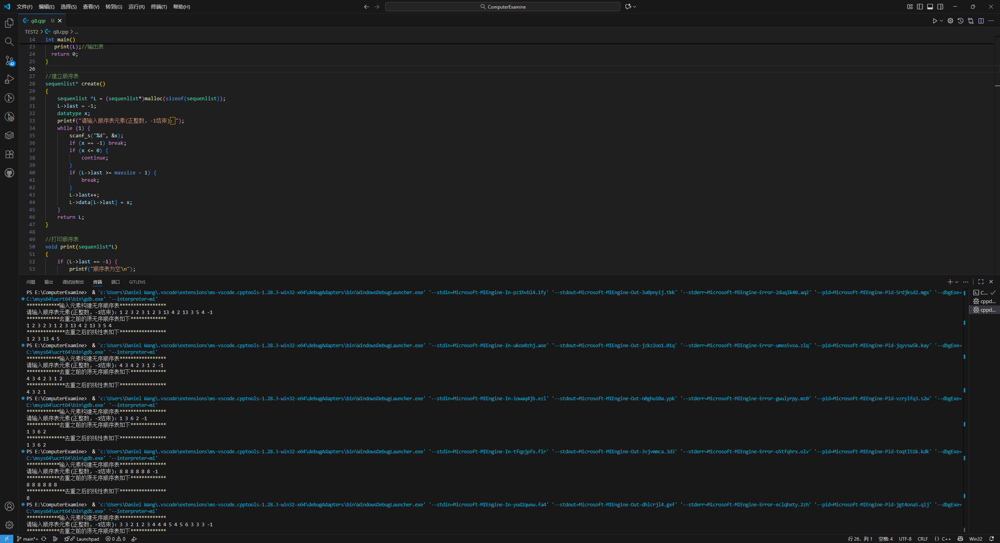 文件(F) 编辑(E) 选择(S) 查看(V) 转到(G) 运行(R) 终端(T) 帮助(H)
ComputerExamine
q8.cpp U
TEST2 > q8.cpp > ...
14 int main()
23 print(L);//输出表
24 return 0;
25 }
26
27 //建立顺序表
28 sequenlist* create()
29 {
30 sequenlist *L = (sequenlist*)malloc(sizeof(sequenlist));
31 L->last = -1;
32 datatype x;
33 printf("请输入顺序表元素(正整数，-1结束)：");
34 while (1) {
35 scanf_s("%d", &x);
36 if (x == -1) break;
37 if (x <= 0) {
38 continue;
39 }
40 if (L->last >= maxsize - 1) {
41 break;
42 }
43 L->last++;
44 L->data[L->last] = x;
45 }
46 return L;
47 }
48
49 //打印顺序表
50 void print(sequenlist*L)
51 {
52 if (L->last == -1) {
53 printf("顺序表为空\n");
42
问题 输出 调试控制台 终端 端口 GITLENS
PS E:\ComputerExamine> & 'c:\Users\Daniel Wang\.vscode\extensions\ms-vscode.cpptools-1.28.3-win32-x64\debugAdapters\bin\WindowsDebugLauncher.exe' '--stdin=Microsoft-MIEngine-In-pz1hvbl4.1fy' '--stdout=Microsoft-MIEngine-Out-3u0pnyij.tkk' '--stderr=Microsoft-MIEngine-Error-2duqlk40.aq2' '--pid=Microsoft-MIEngine-Pid-5rdjksd2.mgx' '--dbgExe=
C:\msys64\ucrt64\bin\gdb.exe' '--interpreter=mi'
************输入元素构建无序顺序表*****************
请输入顺序表元素(正整数，-1结束)：1 2 3 2 3 1 2 3 13 4 2 13 3 5 4 -1
************去重之前的原无序顺序表如下*************
1 2 3 2 3 1 2 3 13 4 2 13 3 5 4
**************去重之后的线性表如下*****************
1 2 3 13 4 5
PS E:\ComputerExamine> & 'c:\Users\Daniel Wang\.vscode\extensions\ms-vscode.cpptools-1.28.3-win32-x64\debugAdapters\bin\WindowsDebugLauncher.exe' '--stdin=Microsoft-MIEngine-In-ukox0zhj.aoe' '--stdout=Microsoft-MIEngine-Out-jzkz2oo1.01q' '--stderr=Microsoft-MIEngine-Error-umex5vxa.zlq' '--pid=Microsoft-MIEngine-Pid-jqyvsw5k.kay' '--dbgExe=
C:\msys64\ucrt64\bin\gdb.exe' '--interpreter=mi'
************输入元素构建无序顺序表*****************
请输入顺序表元素(正整数，-1结束)：4 3 4 2 3 1 2 -1
************去重之前的原无序顺序表如下*************
4 3 4 2 3 1 2
**************去重之后的线性表如下*****************
4 3 2 1
PS E:\ComputerExamine> & 'c:\Users\Daniel Wang\.vscode\extensions\ms-vscode.cpptools-1.28.3-win32-x64\debugAdapters\bin\WindowsDebugLauncher.exe' '--stdin=Microsoft-MIEngine-In-iowaq4jb.ezl' '--stdout=Microsoft-MIEngine-Out-n0ghu10a.ypk' '--stderr=Microsoft-MIEngine-Error-gwulyrpy.mz0' '--pid=Microsoft-MIEngine-Pid-vzrylfq3.s2w' '--dbgExe=
C:\msys64\ucrt64\bin\gdb.exe' '--interpreter=mi'
************输入元素构建无序顺序表*****************
请输入顺序表元素(正整数，-1结束)：1 3 6 2 -1
************去重之前的原无序顺序表如下*************
1 3 6 2
**************去重之后的线性表如下*****************
1 3 6 2
PS E:\ComputerExamine> & 'c:\Users\Daniel Wang\.vscode\extensions\ms-vscode.cpptools-1.28.3-win32-x64\debugAdapters\bin\WindowsDebugLauncher.exe' '--stdin=Microsoft-MIEngine-In-tfqpjpfx.fir' '--stdout=Microsoft-MIEngine-Out-3vjvmmca.3d3' '--stderr=Microsoft-MIEngine-Error-o5tfqhrx.olv' '--pid=Microsoft-MIEngine-Pid-toqtl51k.kdk' '--dbgExe=
C:\msys64\ucrt64\bin\gdb.exe' '--interpreter=mi'
************输入元素构建无序顺序表*****************
请输入顺序表元素(正整数，-1结束)：8 8 8 8 8 8 -1
************去重之前的原无序顺序表如下*************
8 8 8 8 8 8
**************去重之后的线性表如下*****************
8
PS E:\ComputerExamine> & 'c:\Users\Daniel Wang\.vscode\extensions\ms-vscode.cpptools-1.28.3-win32-x64\debugAdapters\bin\WindowsDebugLauncher.exe' '--stdin=Microsoft-MIEngine-In-yud2qwxw.fa4' '--stdout=Microsoft-MIEngine-Out-dhlcrjl4.gxf' '--stderr=Microsoft-MIEngine-Error-eclqhxty.2zh' '--pid=Microsoft-MIEngine-Pid-jgt4ona5.qlj' '--dbgExe=
C:\msys64\ucrt64\bin\gdb.exe' '--interpreter=mi'
************输入元素构建无序顺序表*****************
请输入顺序表元素(正整数，-1结束)：3 3 2 1 2 3 4 4 4 5 4 5 6 3 3 3 -1
************去重之前的原无序顺序表如下*************
C...
cppd...
cppd...
main*+ Launchpad 0 0 行 26，列 1 空格: 4 UTF-8 CRLF {} C++ Win32